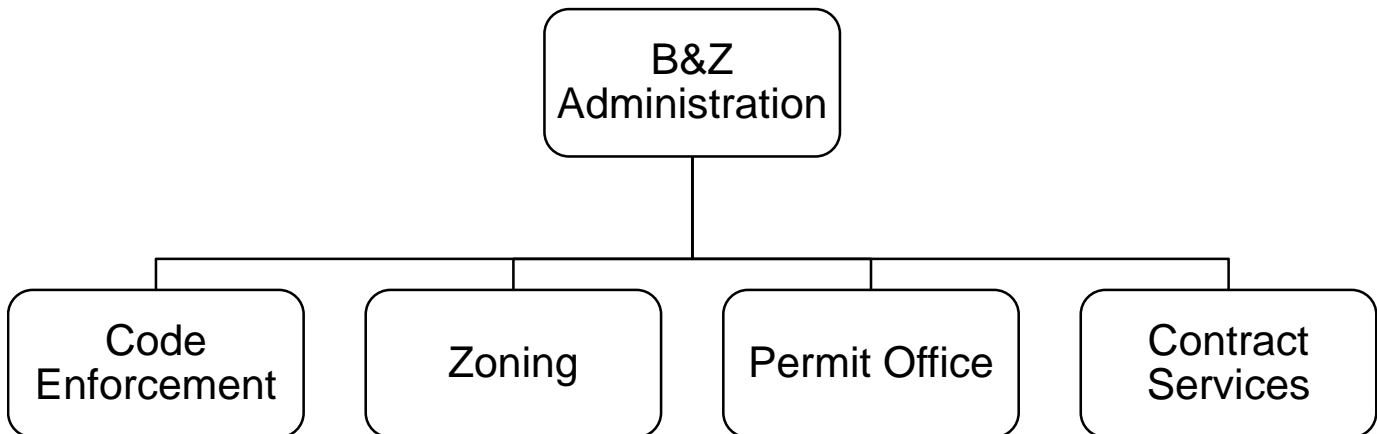 B&Z
Administration
Code
Enforcement
Zoning
Permit Office
Contract
Services